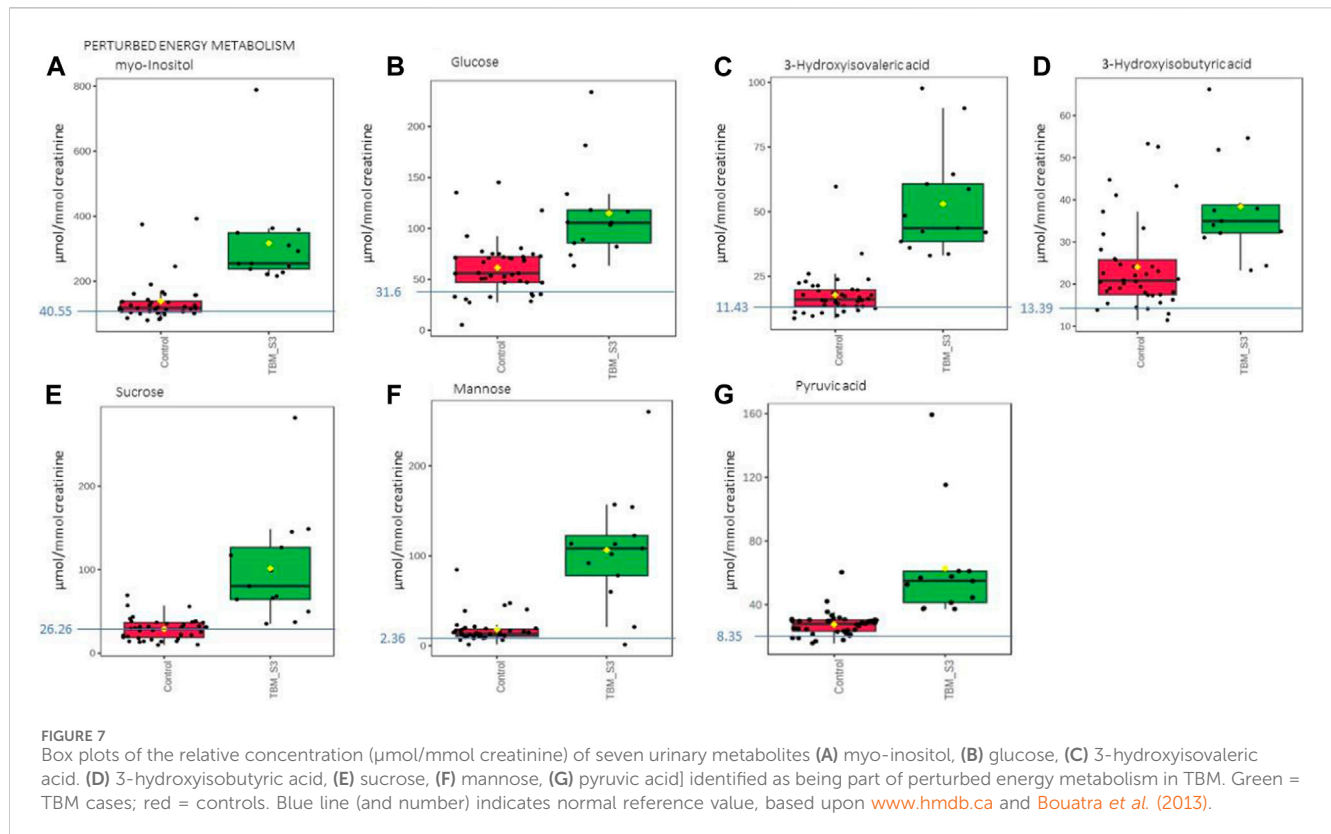 PERTURBED ENERGY METABOLISM
A
myo-Inositol
µmol/mmol creatinine
800
600
400
200
40.55
Control
TBM_S3
B
Glucose
µmol/mmol creatinine
200
150
100
50
31.6
0
Control
TBM_S3
C
3-Hydroxyisovaleric acid
µmol/mmol creatinine
100
75
50
25
11.43
Control
TBM_S3
D
3-Hydroxyisobutyric acid
µmol/mmol creatinine
60
50
40
30
20
13.39
10
Control
TBM_S3
E
Sucrose
µmol/mmol creatinine
200
100
26.26
0
Control
TBM_S3
F
Mannose
µmol/mmol creatinine
200
100
2.36
0
Control
TBM_S3
G
Pyruvic acid
µmol/mmol creatinine
160
120
80
40
8.35
Control
TBM_S3
FIGURE 7
Box plots of the relative concentration (µmol/mmol creatinine) of seven urinary metabolites (A) myo-inositol, (B) glucose, (C) 3-hydroxyisovaleric
acid. (D) 3-hydroxyisobutyric acid, (E) sucrose, (F) mannose, (G) pyruvic acid] identified as being part of perturbed energy metabolism in TBM. Green =
TBM cases; red = controls. Blue line (and number) indicates normal reference value, based upon www.hmdb.ca and Bouatra et al. (2013).